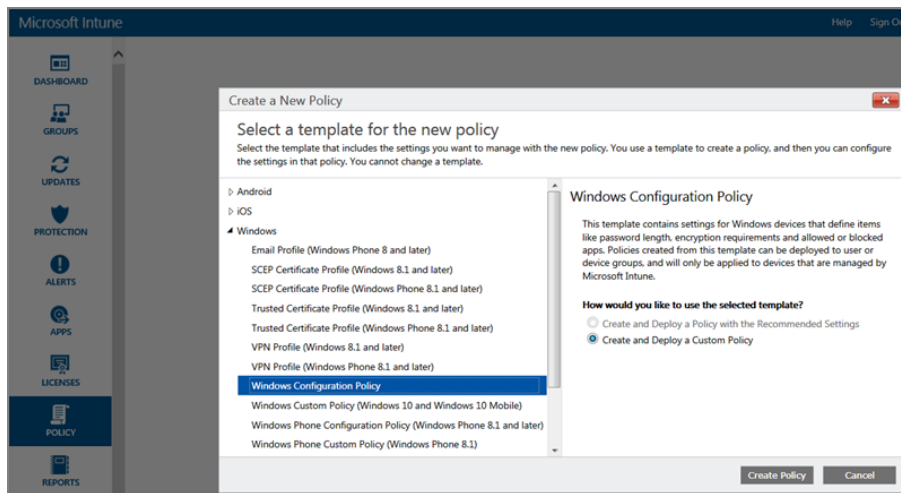 Microsoft Intune
Help Sign O
DASHBOARD
GROUPS
UPDATES
PROTECTION
ALERTS
APPS
LICENSES
POLICY
REPORTS
Create a New Policy
Select a template for the new policy
Select the template that includes the settings you want to manage with the new policy. You use a template to create a policy, and then you can configure
the settings in that policy. You cannot change a template.
Android
iOS
Windows
Email Profile (Windows Phone 8 and later)
SCEP Certificate Profile (Windows 8.1 and later)
SCEP Certificate Profile (Windows Phone 8.1 and later)
Trusted Certificate Profile (Windows 8.1 and later)
Trusted Certificate Profile (Windows Phone 8.1 and later)
VPN Profile (Windows 8.1 and later)
VPN Profile (Windows Phone 8.1 and later)
Windows Configuration Policy
Windows Custom Policy (Windows 10 and Windows 10 Mobile)
Windows Phone Configuration Policy (Windows Phone 8.1 and later)
Windows Phone Custom Policy (Windows Phone 8.1)
Windows Configuration Policy
This template contains settings for Windows devices that define items
like password length, encryption requirements and allowed or blocked
apps. Policies created from this template can be deployed to user or
device groups, and will only be applied to devices that are managed by
Microsoft Intune.
How would you like to use the selected template?
Create and Deploy a Policy with the Recommended Settings
Create and Deploy a Custom Policy
Create Policy
Cancel